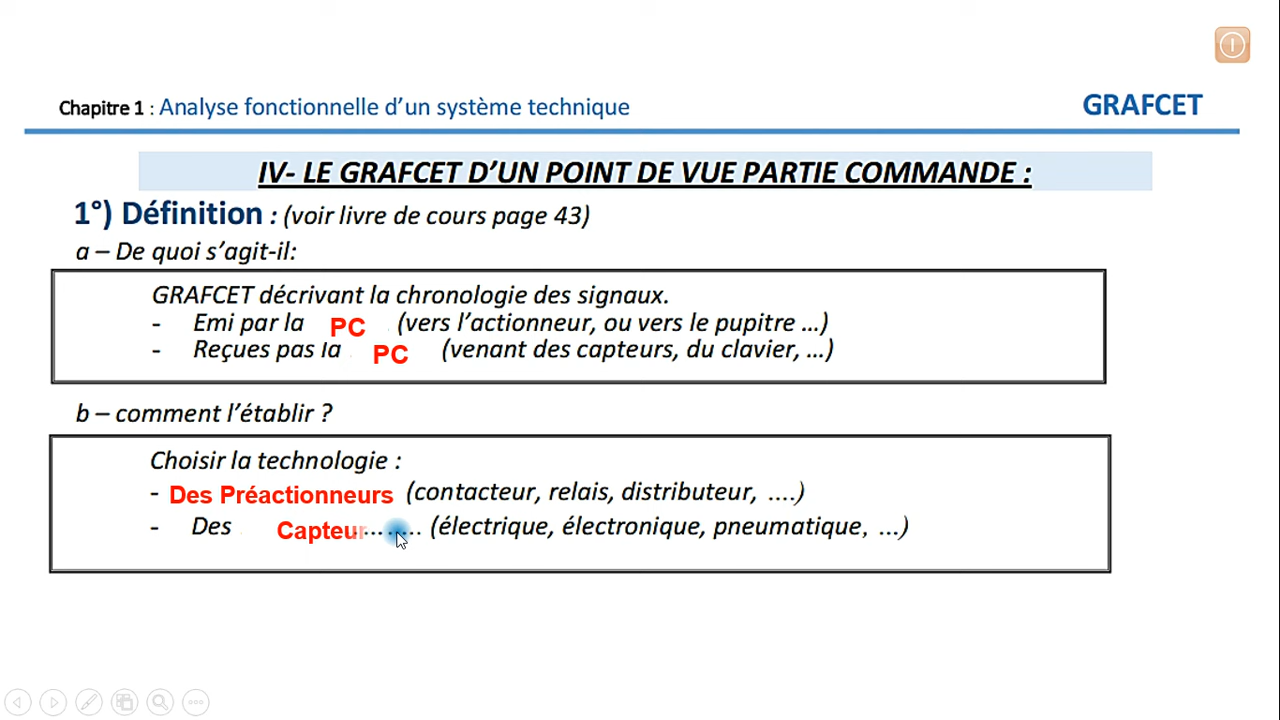 Chapitre 1 : Analyse fonctionnelle d'un système technique GRAFCET
IV- LE GRAFCET D'UN POINT DE VUE PARTIE COMMANDE :
1°) Définition : (voir livre de cours page 43)
a – De quoi s'agit-il:
GRAFCET décrivant la chronologie des signaux.
- Emi par la PC (vers l'actionneur, ou vers le pupitre ...)
- Reçues pas la PC (venant des capteurs, du clavier, ...)
b – comment l'établir ?
Choisir la technologie :
- Des Préactionneurs (contacteur, relais, distributeur, ....)
- Des Capteur........ (électrique, électronique, pneumatique, ...)